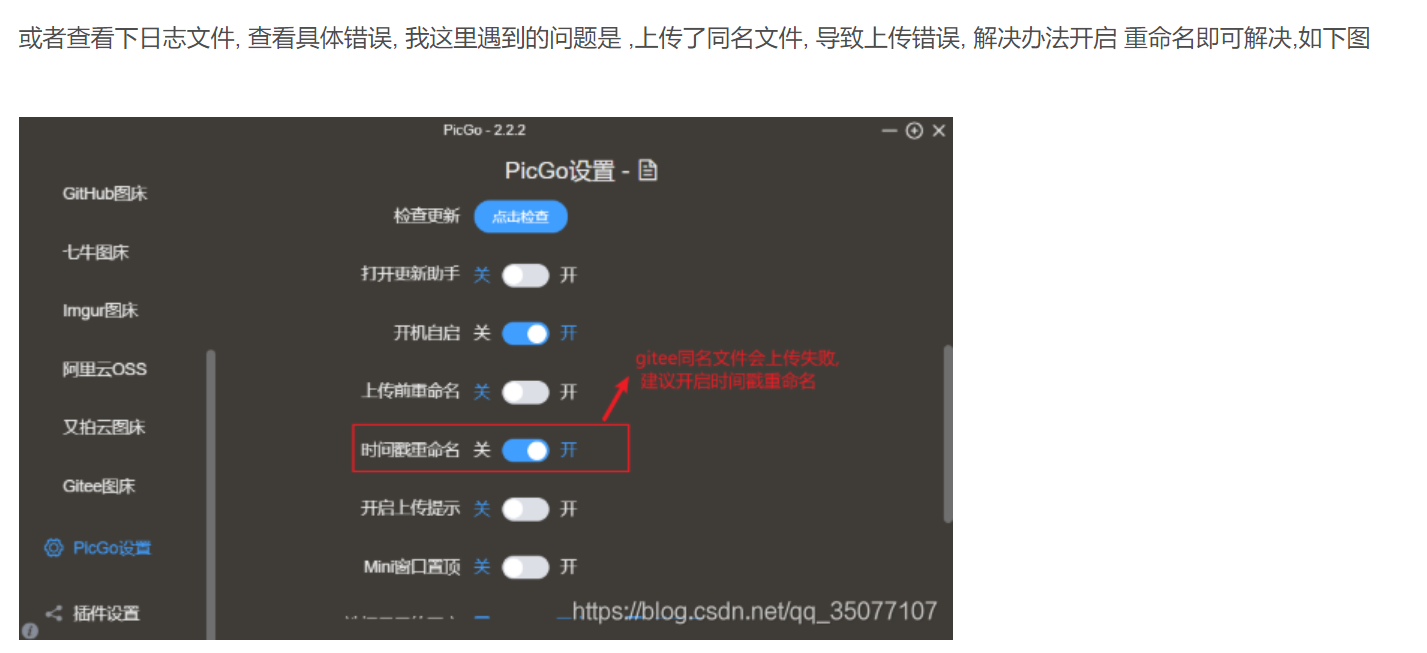 或者查看下日志文件, 查看具体错误, 我这里遇到的问题是 ,上传了同名文件, 导致上传错误, 解决办法开启 重命名即可解决,如下图
PicGo - 2.2.2
PicGo设置 -
GitHub图床
检查更新 点击检查
七牛图床
打开更新助手 关 开
Imgur图床
开机自启 关 开
gitee同名文件会上传失败,
建议开启时间戳重命名
阿里云OSS
上传前重命名 关 开
又拍云图床
时间戳重命名 关 开
Gitee图床
开启上传提示 关 开
PicGo设置
Mini窗口置顶 关 开
插件设置
https://blog.csdn.net/qq_35077107